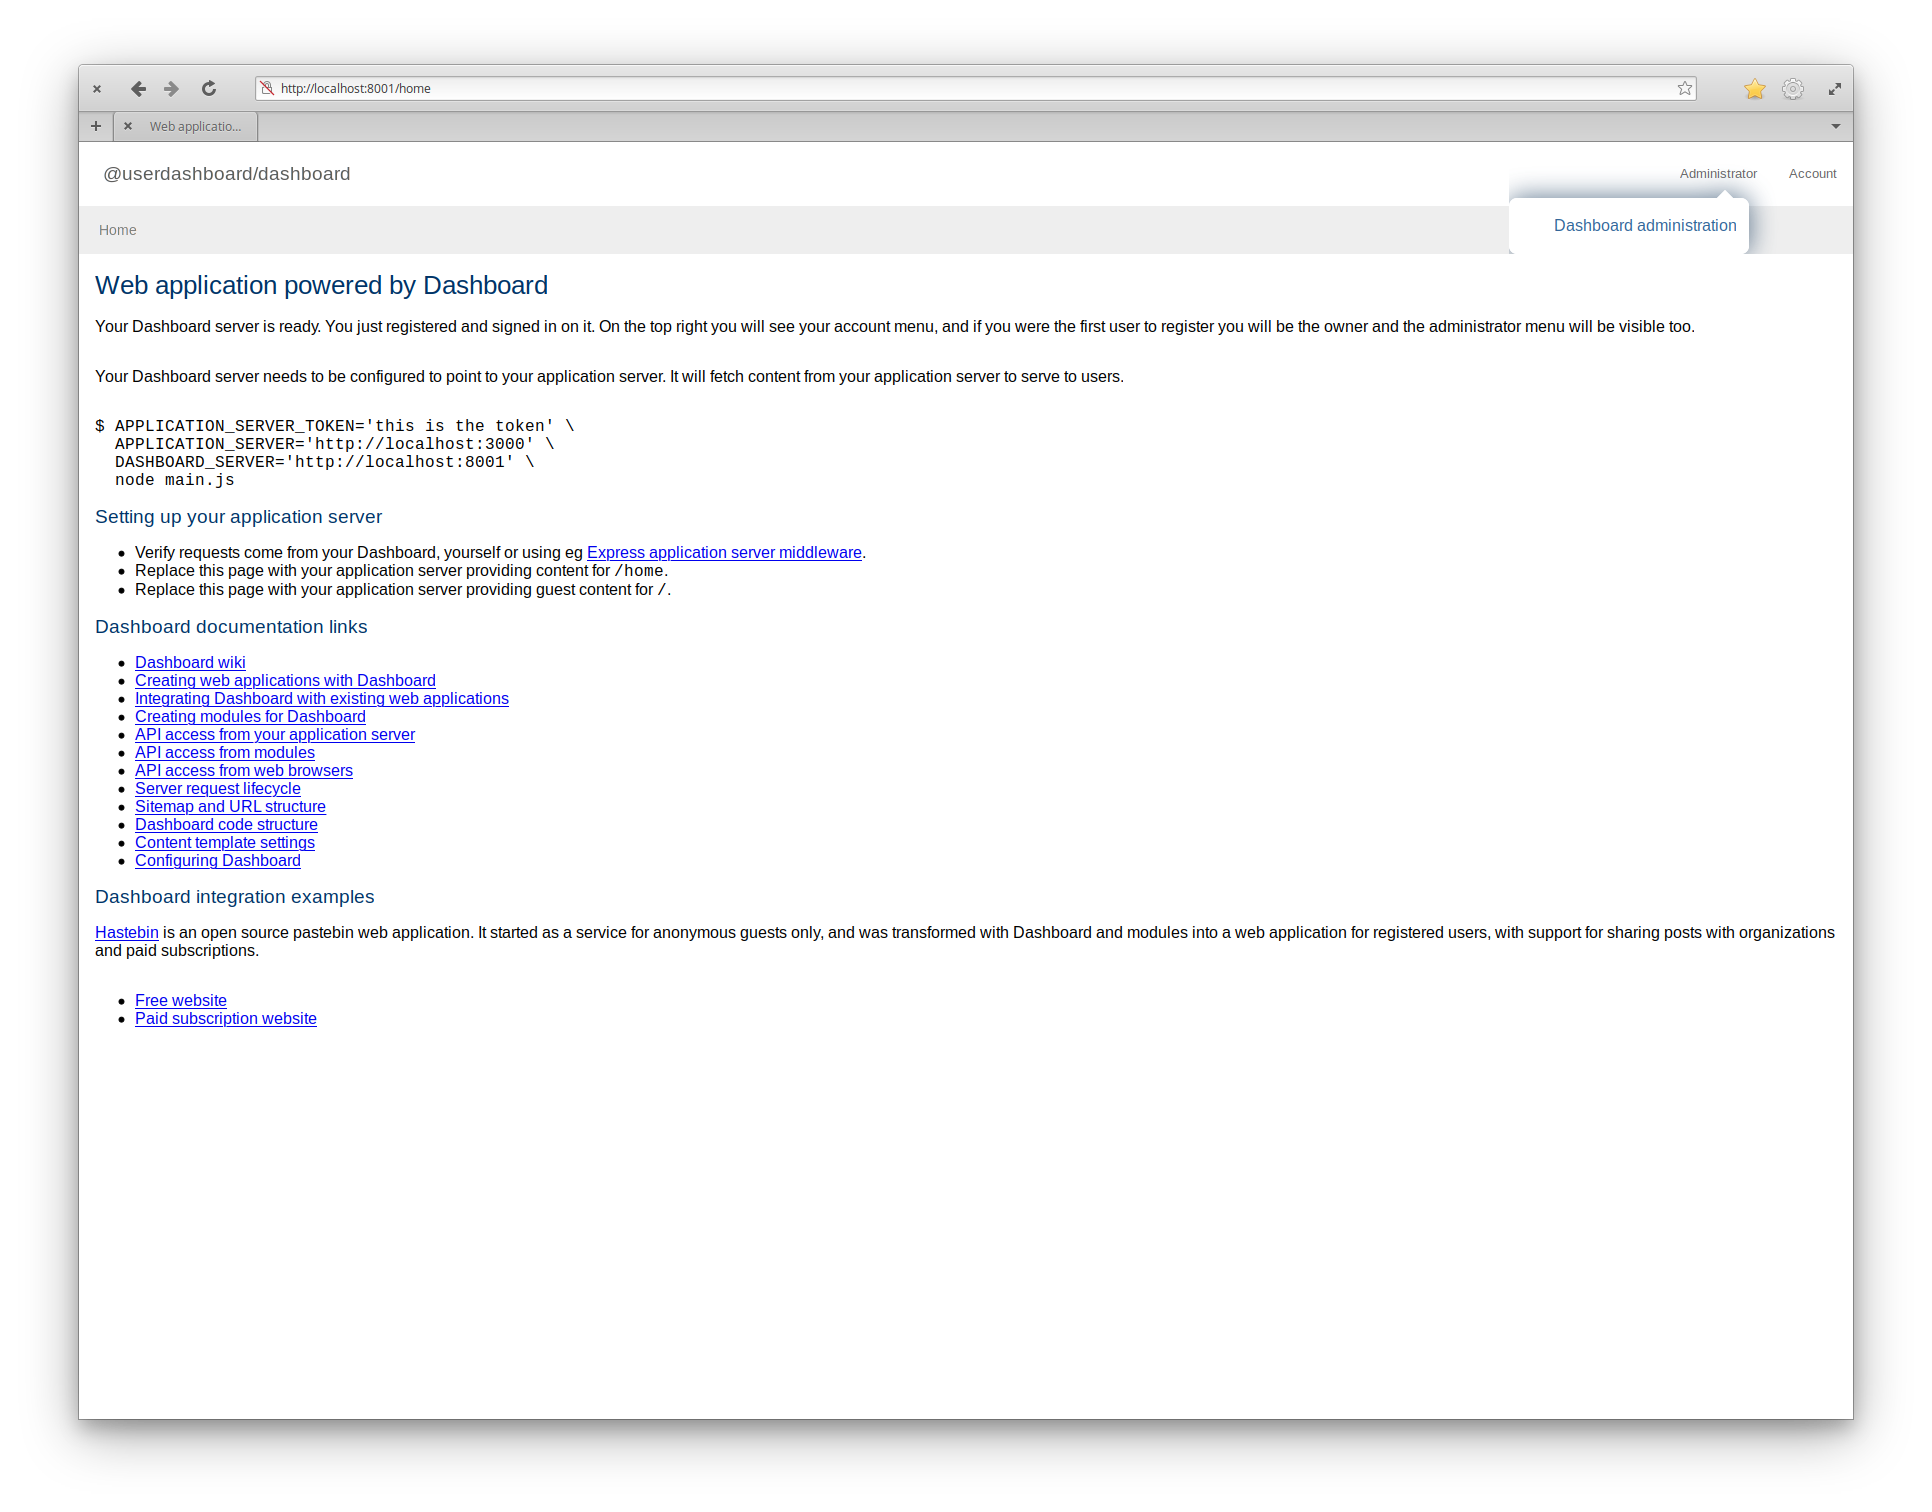 http://localhost:8001/home
Web applicatio...
@userdashboard/dashboard
Administrator
Account
Home
Dashboard administration
Web application powered by Dashboard
Your Dashboard server is ready. You just registered and signed in on it. On the top right you will see your account menu, and if you were the first user to register you will be the owner and the administrator menu will be visible too.
Your Dashboard server needs to be configured to point to your application server. It will fetch content from your application server to serve to users.
$ APPLICATION_SERVER_TOKEN='this is the token' \
APPLICATION_SERVER='http://localhost:3000' \
DASHBOARD_SERVER='http://localhost:8001' \
node main.js
Setting up your application server
Verify requests come from your Dashboard, yourself or using eg Express application server middleware.
Replace this page with your application server providing content for /home.
Replace this page with your application server providing guest content for /.
Dashboard documentation links
Dashboard wiki
Creating web applications with Dashboard
Integrating Dashboard with existing web applications
Creating modules for Dashboard
API access from your application server
API access from modules
API access from web browsers
Server request lifecycle
Sitemap and URL structure
Dashboard code structure
Content template settings
Configuring Dashboard
Dashboard integration examples
Hastebin is an open source pastebin web application. It started as a service for anonymous guests only, and was transformed with Dashboard and modules into a web application for registered users, with support for sharing posts with organizations
and paid subscriptions.
Free website
Paid subscription website